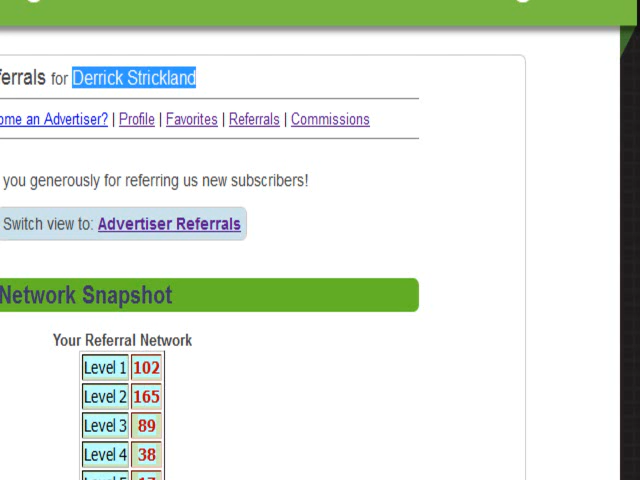 ferrals for Derrick Strickland
ome an Advertiser? | Profile | Favorites | Referrals | Commissions
you generously for referring us new subscribers!
Switch view to: Advertiser Referrals
Network Snapshot
Your Referral Network
Level 1 102
Level 2 165
Level 3 89
Level 4 38